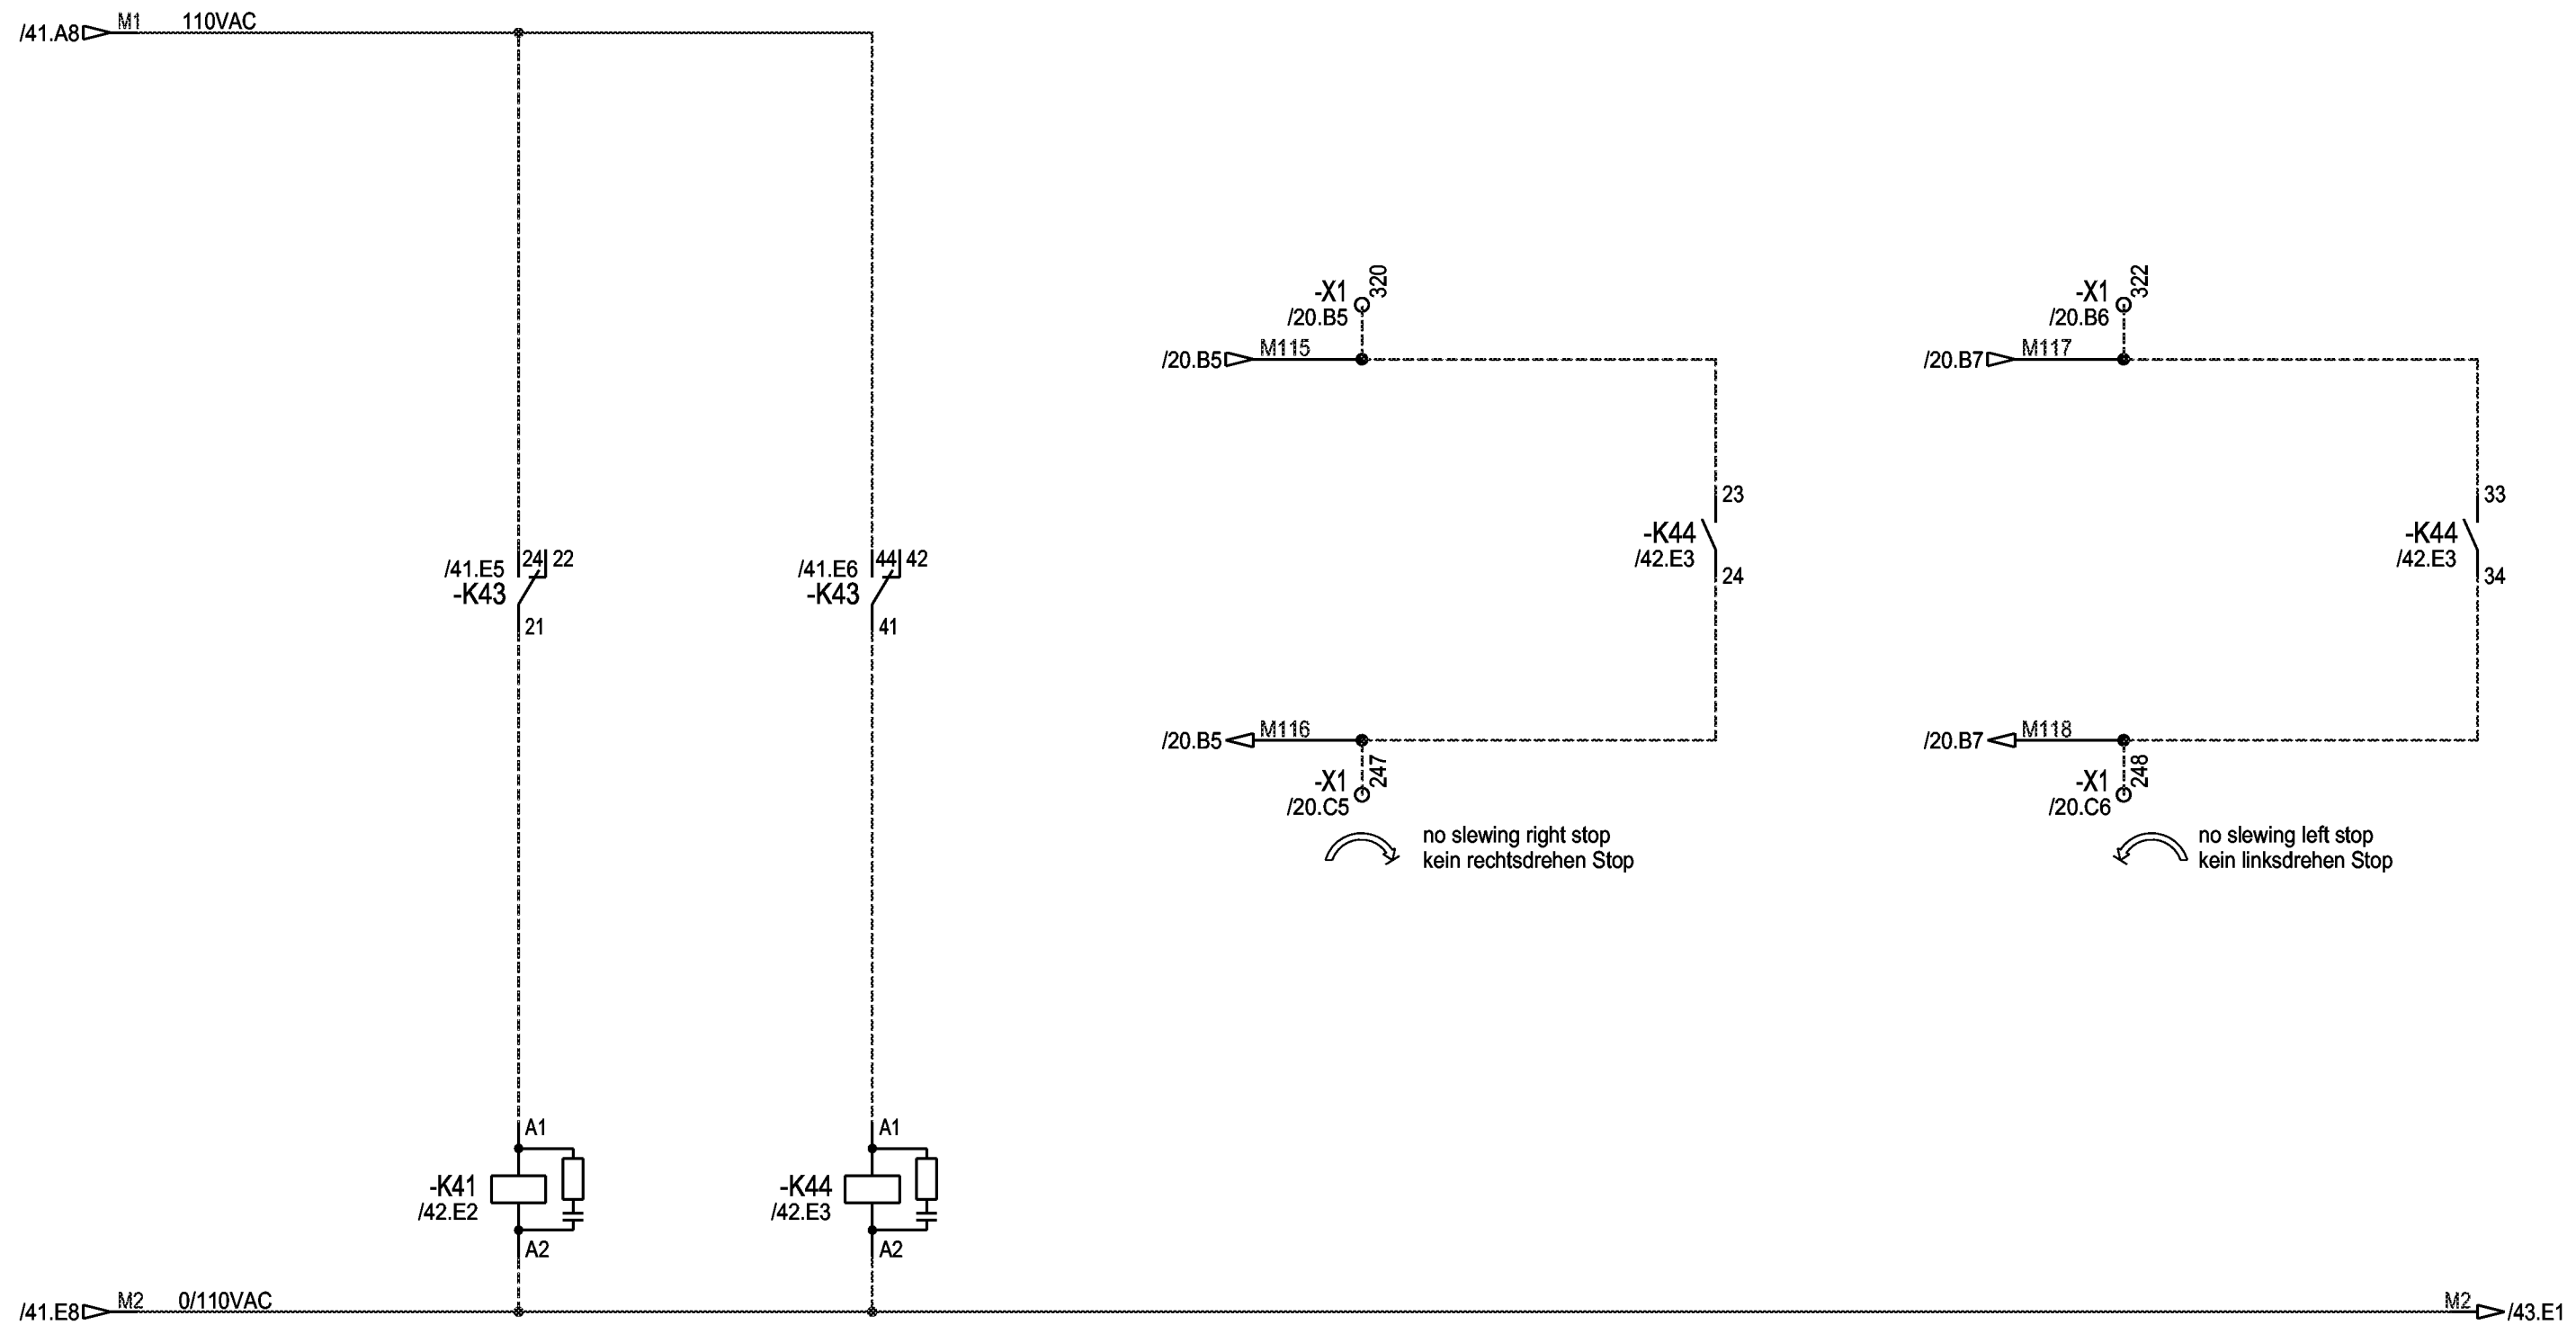 /41.A8 M1 110VAC
-X1 320
/20.B5
/20.B5 M115
-X1 322
/20.B6
/20.B7 M117
23
-K44
/42.E3
24
33
-K44
/42.E3
34
24 22
/41.E5
-K43
21
44 42
/41.E6
-K43
41
/20.B5 M116
-X1 247
/20.C5
/20.B7 M118
-X1 248
/20.C6
no slewing right stop
kein rechtsdrehen Stop
no slewing left stop
kein linksdrehen Stop
A1
-K41
/42.E2
A2
A1
-K44
/42.E3
A2
/41.E8 M2 0/110VAC
M2 /43.E1